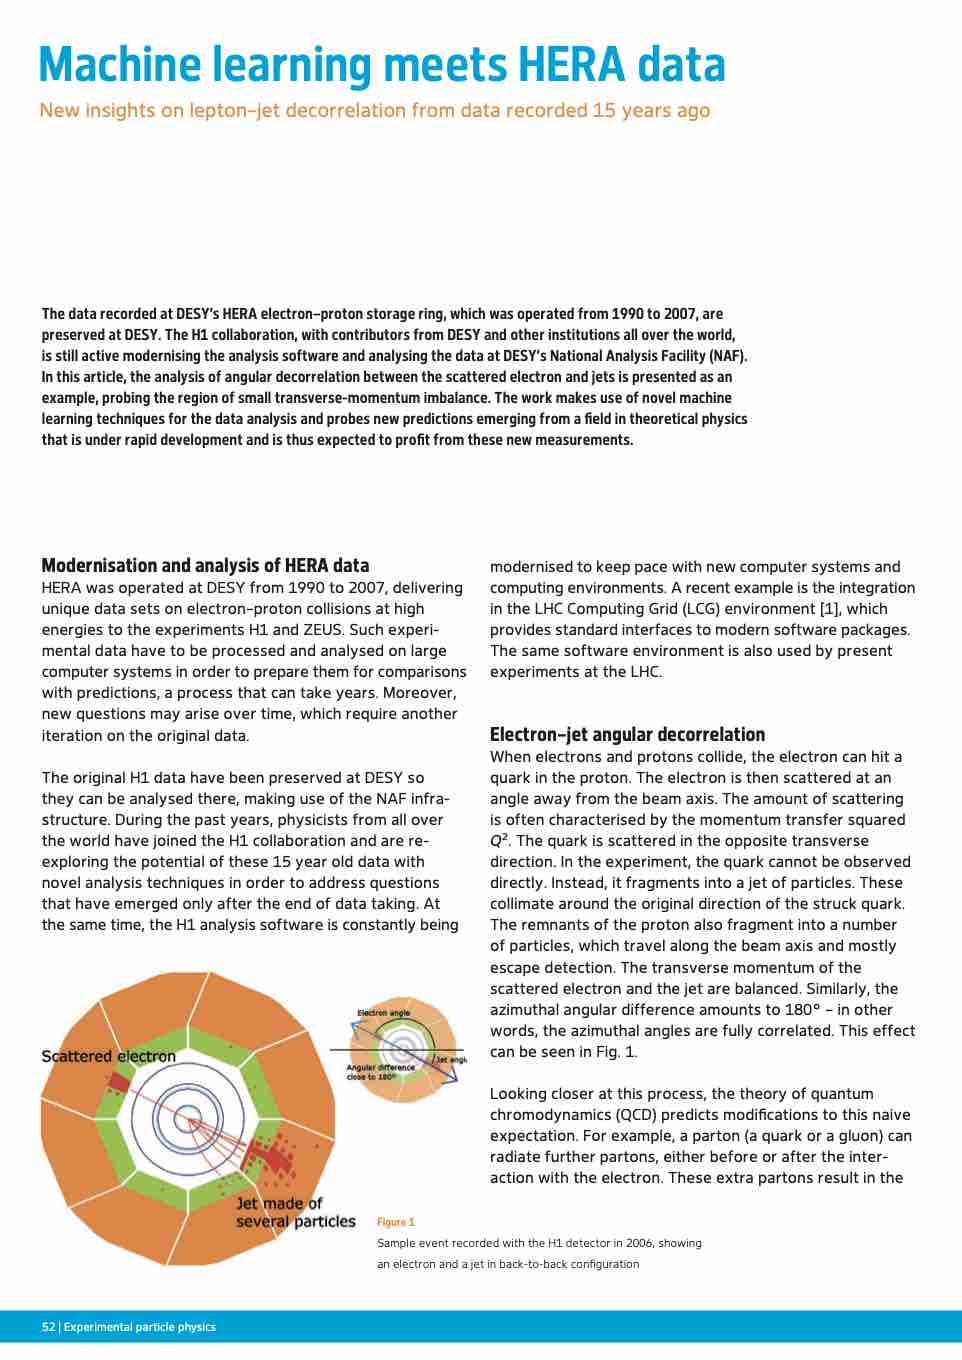 Machine learning meets HERA data
New insights on lepton–jet decorrelation from data recorded 15 years ago
The data recorded at DESY's HERA electron–proton storage ring, which was operated from 1990 to 2007, are
preserved at DESY. The H1 collaboration, with contributors from DESY and other institutions all over the world,
is still active modernising the analysis software and analysing the data at DESY's National Analysis Facility (NAF).
In this article, the analysis of angular decorrelation between the scattered electron and jets is presented as an
example, probing the region of small transverse-momentum imbalance. The work makes use of novel machine
learning techniques for the data analysis and probes new predictions emerging from a field in theoretical physics
that is under rapid development and is thus expected to profit from these new measurements.
Modernisation and analysis of HERA data
HERA was operated at DESY from 1990 to 2007, delivering
unique data sets on electron–proton collisions at high
energies to the experiments H1 and ZEUS. Such experi-
mental data have to be processed and analysed on large
computer systems in order to prepare them for comparisons
with predictions, a process that can take years. Moreover,
new questions may arise over time, which require another
iteration on the original data.
The original H1 data have been preserved at DESY so
they can be analysed there, making use of the NAF infra-
structure. During the past years, physicists from all over
the world have joined the H1 collaboration and are re-
exploring the potential of these 15 year old data with
novel analysis techniques in order to address questions
that have emerged only after the end of data taking. At
the same time, the H1 analysis software is constantly being
modernised to keep pace with new computer systems and
computing environments. A recent example is the integration
in the LHC Computing Grid (LCG) environment [1], which
provides standard interfaces to modern software packages.
The same software environment is also used by present
experiments at the LHC.
Electron–jet angular decorrelation
When electrons and protons collide, the electron can hit a
quark in the proton. The electron is then scattered at an
angle away from the beam axis. The amount of scattering
is often characterised by the momentum transfer squared
Q². The quark is scattered in the opposite transverse
direction. In the experiment, the quark cannot be observed
directly. Instead, it fragments into a jet of particles. These
collimate around the original direction of the struck quark.
The remnants of the proton also fragment into a number
of particles, which travel along the beam axis and mostly
escape detection. The transverse momentum of the
scattered electron and the jet are balanced. Similarly, the
azimuthal angular difference amounts to 180° – in other
words, the azimuthal angles are fully correlated. This effect
can be seen in Fig. 1.
Looking closer at this process, the theory of quantum
chromodynamics (QCD) predicts modifications to this naive
expectation. For example, a parton (a quark or a gluon) can
radiate further partons, either before or after the inter-
action with the electron. These extra partons result in the
Scattered electron
Jet made of
several particles
Electron angle
Jet angl
Angular difference
close to 180°
Figure 1
Sample event recorded with the H1 detector in 2006, showing
an electron and a jet in back-to-back configuration
52 | Experimental particle physics